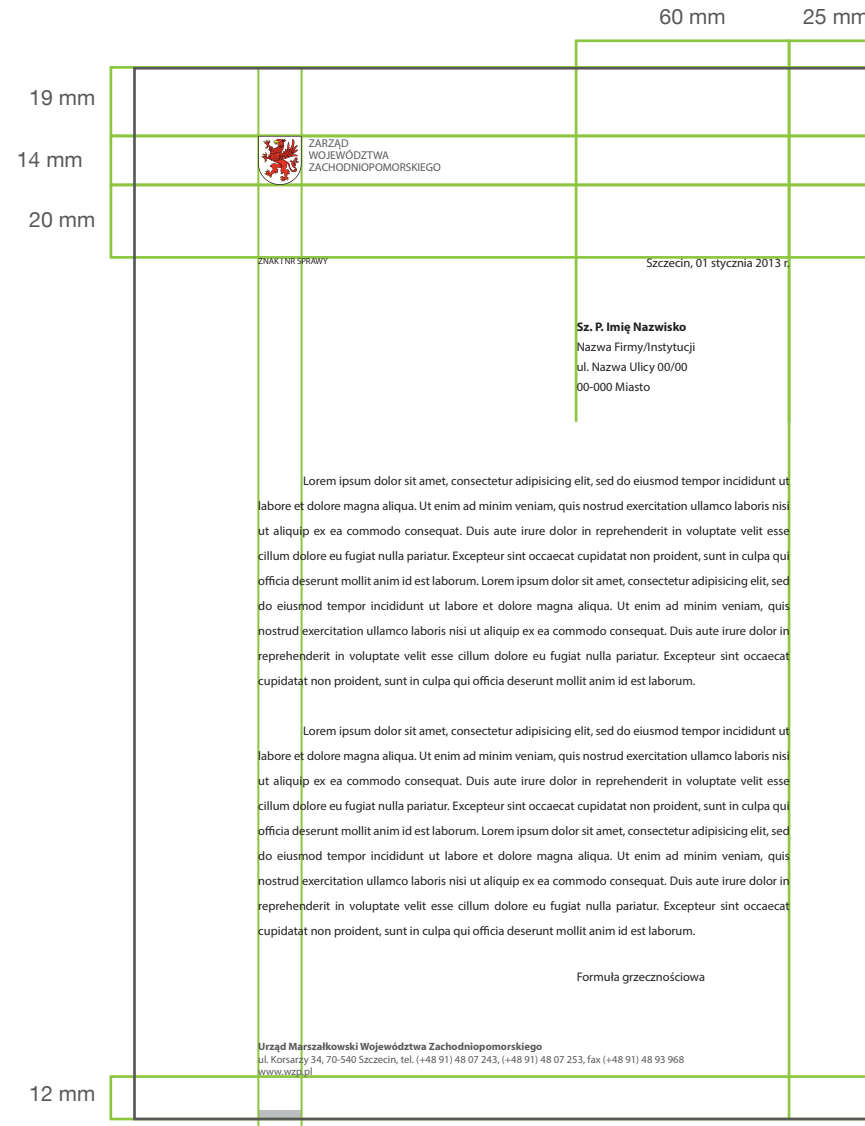 60 mm
25 mm
19 mm
14 mm
ZARZĄD
WOJEWÓDZTWA
ZACHODNIOPOMORSKIEGO
20 mm
ZNAK I NR SPRAWY
Szczecin, 01 stycznia 2013 r.
Sz. P. Imię Nazwisko
Nazwa Firmy/Instytucji
ul. Nazwa Ulicy 00/00
00-000 Miasto
Lorem ipsum dolor sit amet, consectetur adipisicing elit, sed do eiusmod tempor incididunt ut
labore et dolore magna aliqua. Ut enim ad minim veniam, quis nostrud exercitation ullamco laboris nisi
ut aliquip ex ea commodo consequat. Duis aute irure dolor in reprehenderit in voluptate velit esse
cillum dolore eu fugiat nulla pariatur. Excepteur sint occaecat cupidatat non proident, sunt in culpa qui
officia deserunt mollit anim id est laborum. Lorem ipsum dolor sit amet, consectetur adipisicing elit, sed
do eiusmod tempor incididunt ut labore et dolore magna aliqua. Ut enim ad minim veniam, quis
nostrud exercitation ullamco laboris nisi ut aliquip ex ea commodo consequat. Duis aute irure dolor in
reprehenderit in voluptate velit esse cillum dolore eu fugiat nulla pariatur. Excepteur sint occaecat
cupidatat non proident, sunt in culpa qui officia deserunt mollit anim id est laborum.
Lorem ipsum dolor sit amet, consectetur adipisicing elit, sed do eiusmod tempor incididunt ut
labore et dolore magna aliqua. Ut enim ad minim veniam, quis nostrud exercitation ullamco laboris nisi
ut aliquip ex ea commodo consequat. Duis aute irure dolor in reprehenderit in voluptate velit esse
cillum dolore eu fugiat nulla pariatur. Excepteur sint occaecat cupidatat non proident, sunt in culpa qui
officia deserunt mollit anim id est laborum. Lorem ipsum dolor sit amet, consectetur adipisicing elit, sed
do eiusmod tempor incididunt ut labore et dolore magna aliqua. Ut enim ad minim veniam, quis
nostrud exercitation ullamco laboris nisi ut aliquip ex ea commodo consequat. Duis aute irure dolor in
reprehenderit in voluptate velit esse cillum dolore eu fugiat nulla pariatur. Excepteur sint occaecat
cupidatat non proident, sunt in culpa qui officia deserunt mollit anim id est laborum.
Formuła grzecznościowa
Urząd Marszałkowski Województwa Zachodniopomorskiego
ul. Korsarzy 34, 70-540 Szczecin, tel. (+48 91) 48 07 243, (+48 91) 48 07 253, fax (+48 91) 48 93 968
www.wzp.pl
12 mm